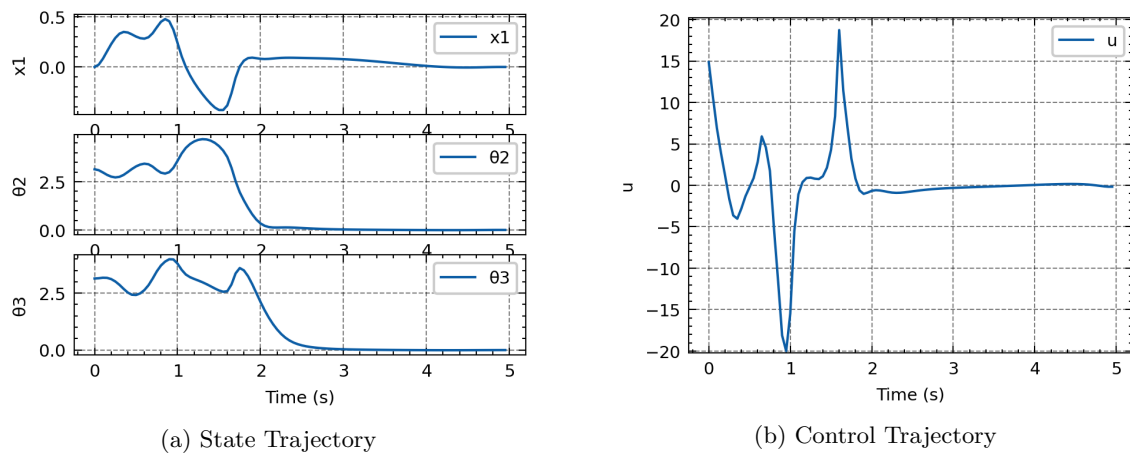 0.5
0.0
x1
x1
0 1 2 3 4 5
2.5
0.0
θ2
θ2
0 1 2 3 4 5
2.5
0.0
θ3
θ3
0 1 2 3 4 5
Time (s)
(a) State Trajectory
20
15
10
5
0
−5
−10
−15
−20
u
u
0 1 2 3 4 5
Time (s)
(b) Control Trajectory